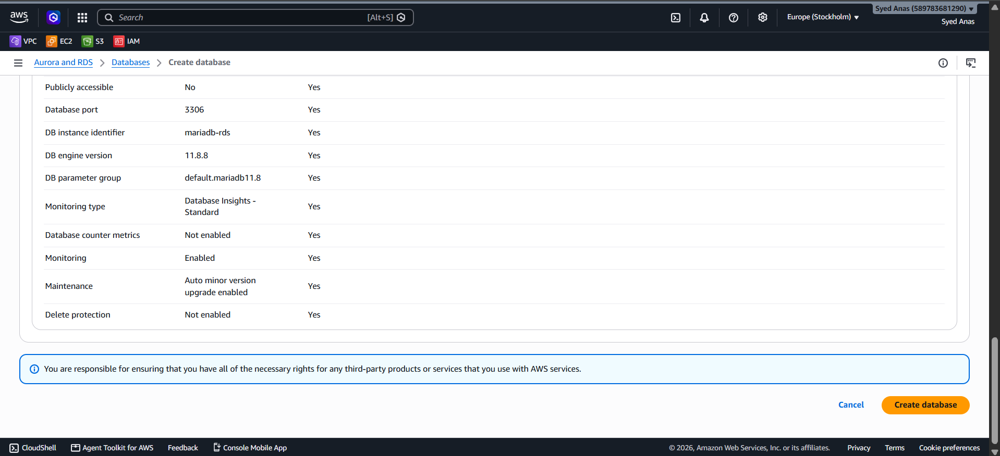 aws
Search [Alt+S]
Europe (Stockholm)
Syed Anas (589783681290)
Syed Anas
VPC EC2 S3 IAM
Aurora and RDS Databases Create database
Publicly accessible No Yes
Database port 3306 Yes
DB instance identifier mariadb-rds Yes
DB engine version 11.8.8 Yes
DB parameter group default.mariadb11.8 Yes
Monitoring type Database Insights - Yes
Standard
Database counter metrics Not enabled Yes
Monitoring Enabled Yes
Maintenance Auto minor version Yes
upgrade enabled
Delete protection Not enabled Yes
You are responsible for ensuring that you have all of the necessary rights for any third-party products or services that you use with AWS services.
Cancel Create database
CloudShell Agent Toolkit for AWS Feedback Console Mobile App © 2026, Amazon Web Services, Inc. or its affiliates. Privacy Terms Cookie preferences